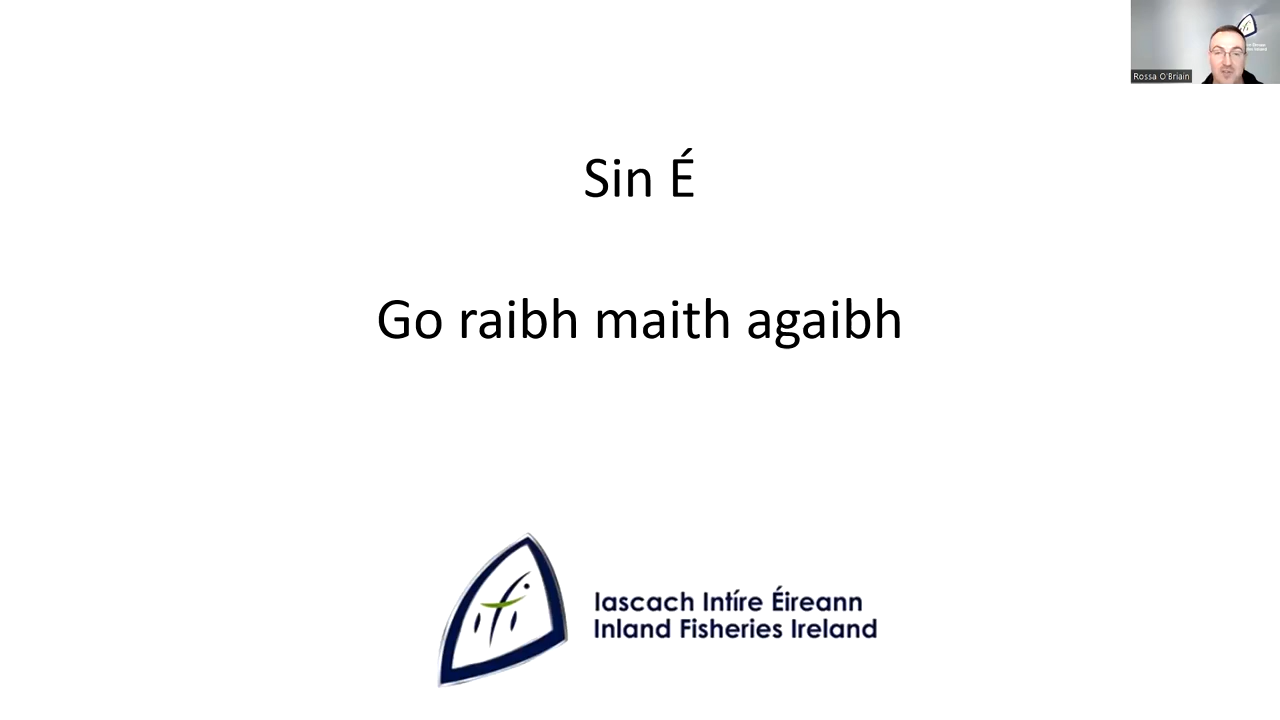 Rossa O'Briain
Sin É
Go raibh maith agaibh
Iascach Intíre Éireann
Inland Fisheries Ireland